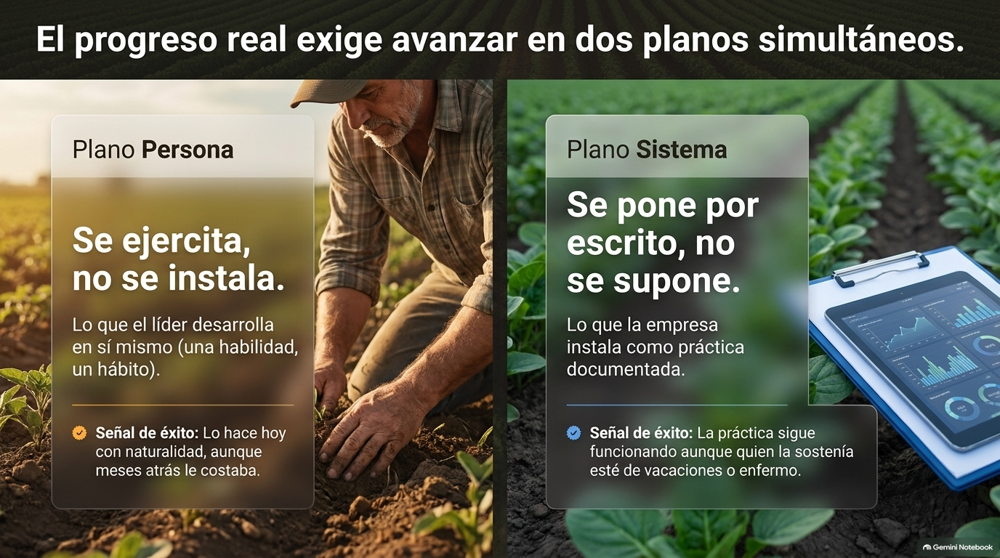 El progreso real exige avanzar en dos planos simultáneos.
Plano Persona
Se ejercita,
no se instala.
Lo que el líder desarrolla
en sí mismo (una habilidad,
un hábito).
Señal de éxito: Lo hace hoy
con naturalidad, aunque
meses atrás le costaba.
Plano Sistema
Se pone por
escrito, no
se supone.
Lo que la empresa
instala como práctica
documentada.
Señal de éxito: La práctica sigue
funcionando aunque quien la sostenía
esté de vacaciones o enfermo.
Gemini Notebook